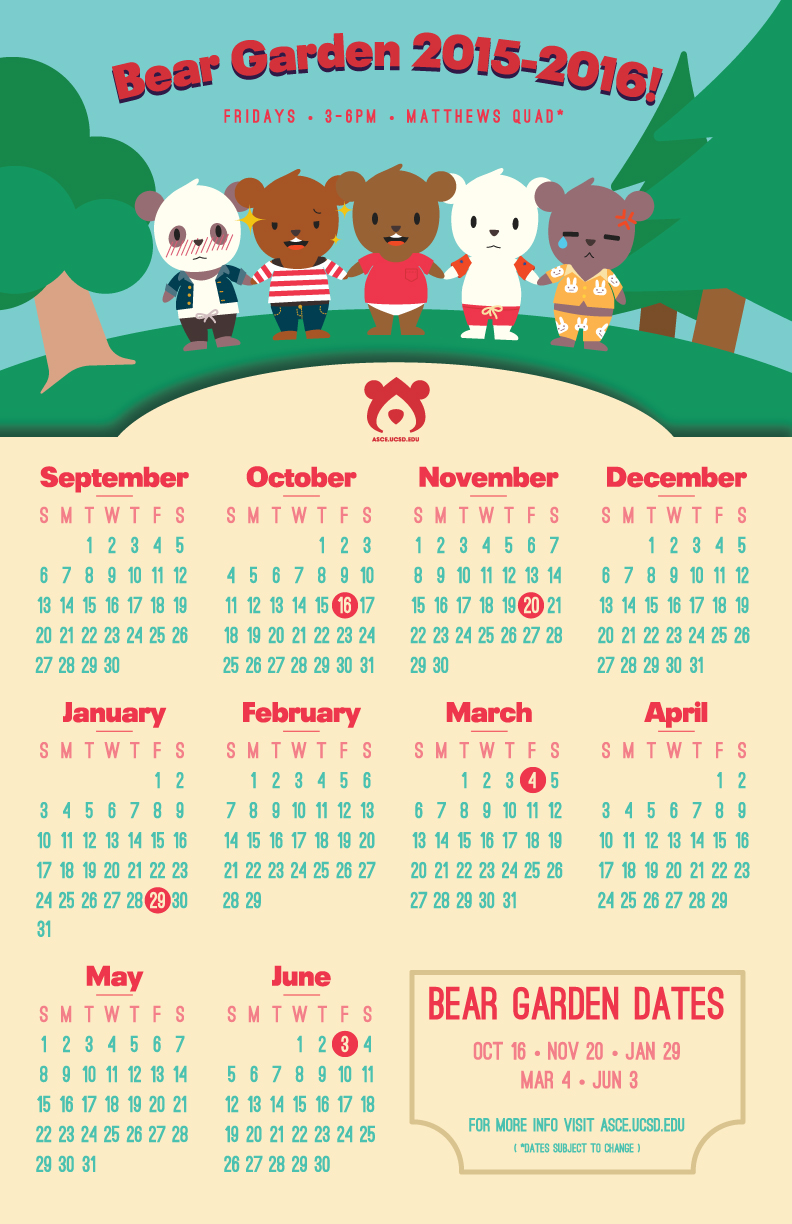 Bear Garden 2015-2016!
FRIDAYS • 3-6PM • MATTHEWS QUAD*
ASCE.UCSD.EDU
September
S M T W T F S
1 2 3 4 5
6 7 8 9 10 11 12
13 14 15 16 17 18 19
20 21 22 23 24 25 26
27 28 29 30
October
S M T W T F S
1 2 3
4 5 6 7 8 9 10
11 12 13 14 15 16 17
18 19 20 21 22 23 24
25 26 27 28 29 30 31
November
S M T W T F S
1 2 3 4 5 6 7
8 9 10 11 12 13 14
15 16 17 18 19 20 21
22 23 24 25 26 27 28
29 30
December
S M T W T F S
1 2 3 4 5
6 7 8 9 10 11 12
13 14 15 16 17 18 19
20 21 22 23 24 25 26
27 28 29 30 31
January
S M T W T F S
1 2
3 4 5 6 7 8 9
10 11 12 13 14 15 16
17 18 19 20 21 22 23
24 25 26 27 28 29 30
31
February
S M T W T F S
1 2 3 4 5 6
7 8 9 10 11 12 13
14 15 16 17 18 19 20
21 22 23 24 25 26 27
28 29
March
S M T W T F S
1 2 3 4 5
6 7 8 9 10 11 12
13 14 15 16 17 18 19
20 21 22 23 24 25 26
27 28 29 30 31
April
S M T W T F S
1 2
3 4 5 6 7 8 9
10 11 12 13 14 15 16
17 18 19 20 21 22 23
24 25 26 27 28 29
May
S M T W T F S
1 2 3 4 5 6 7
8 9 10 11 12 13 14
15 16 17 18 19 20 21
22 23 24 25 26 27 28
29 30 31
June
S M T W T F S
1 2 3 4
5 6 7 8 9 10 11
12 13 14 15 16 17 18
19 20 21 22 23 24 25
26 27 28 29 30
BEAR GARDEN DATES
OCT 16 • NOV 20 • JAN 29
MAR 4 • JUN 3
FOR MORE INFO VISIT ASCE.UCSD.EDU
( *DATES SUBJECT TO CHANGE )